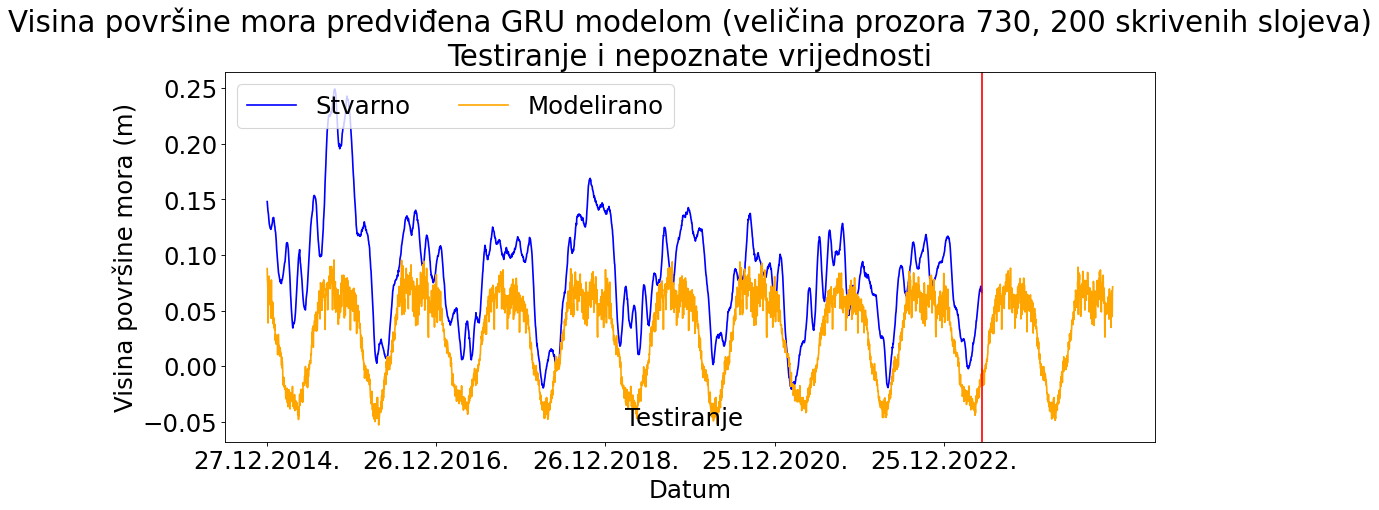 Visina površine mora predviđena GRU modelom (veličina prozora 730, 200 skrivenih slojeva)
Testiranje i nepoznate vrijednosti
Stvarno
Modelirano
Visina površine mora (m)
0.25
0.20
0.15
0.10
0.05
0.00
−0.05
Testiranje
27.12.2014.
26.12.2016.
26.12.2018.
25.12.2020.
25.12.2022.
Datum